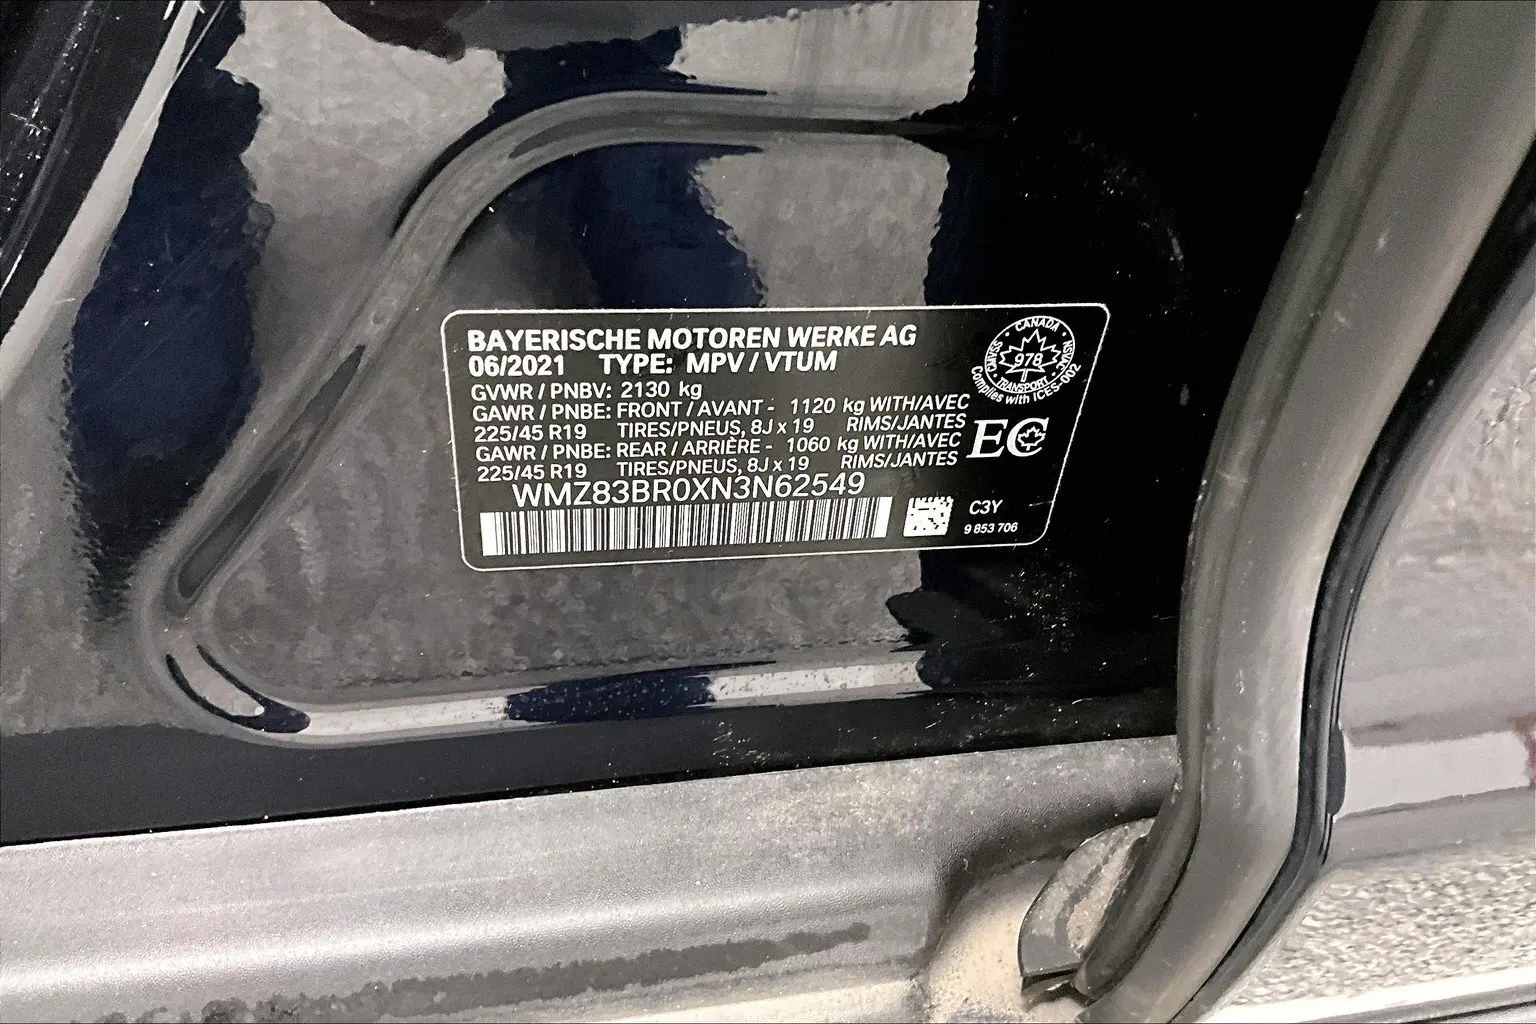 BAYERISCHE MOTOREN WERKE AG
06/2021 TYPE: MPV / VTUM
GVWR / PNBV: 2130 kg
GAWR / PNBE: FRONT / AVANT - 1120 kg WITH/AVEC
225/45 R19 TIRES/PNEUS, 8J x 19 RIMS/JANTES
GAWR / PNBE: REAR / ARRIÈRE - 1060 kg WITH/AVEC
225/45 R19 TIRES/PNEUS, 8J x 19 RIMS/JANTES
WMZ83BR0XN3N62549
CANADA
NSVAC
TRANSPORT
CMVSS
978
Complies with ICES-002
EC
C3Y
9 853 706